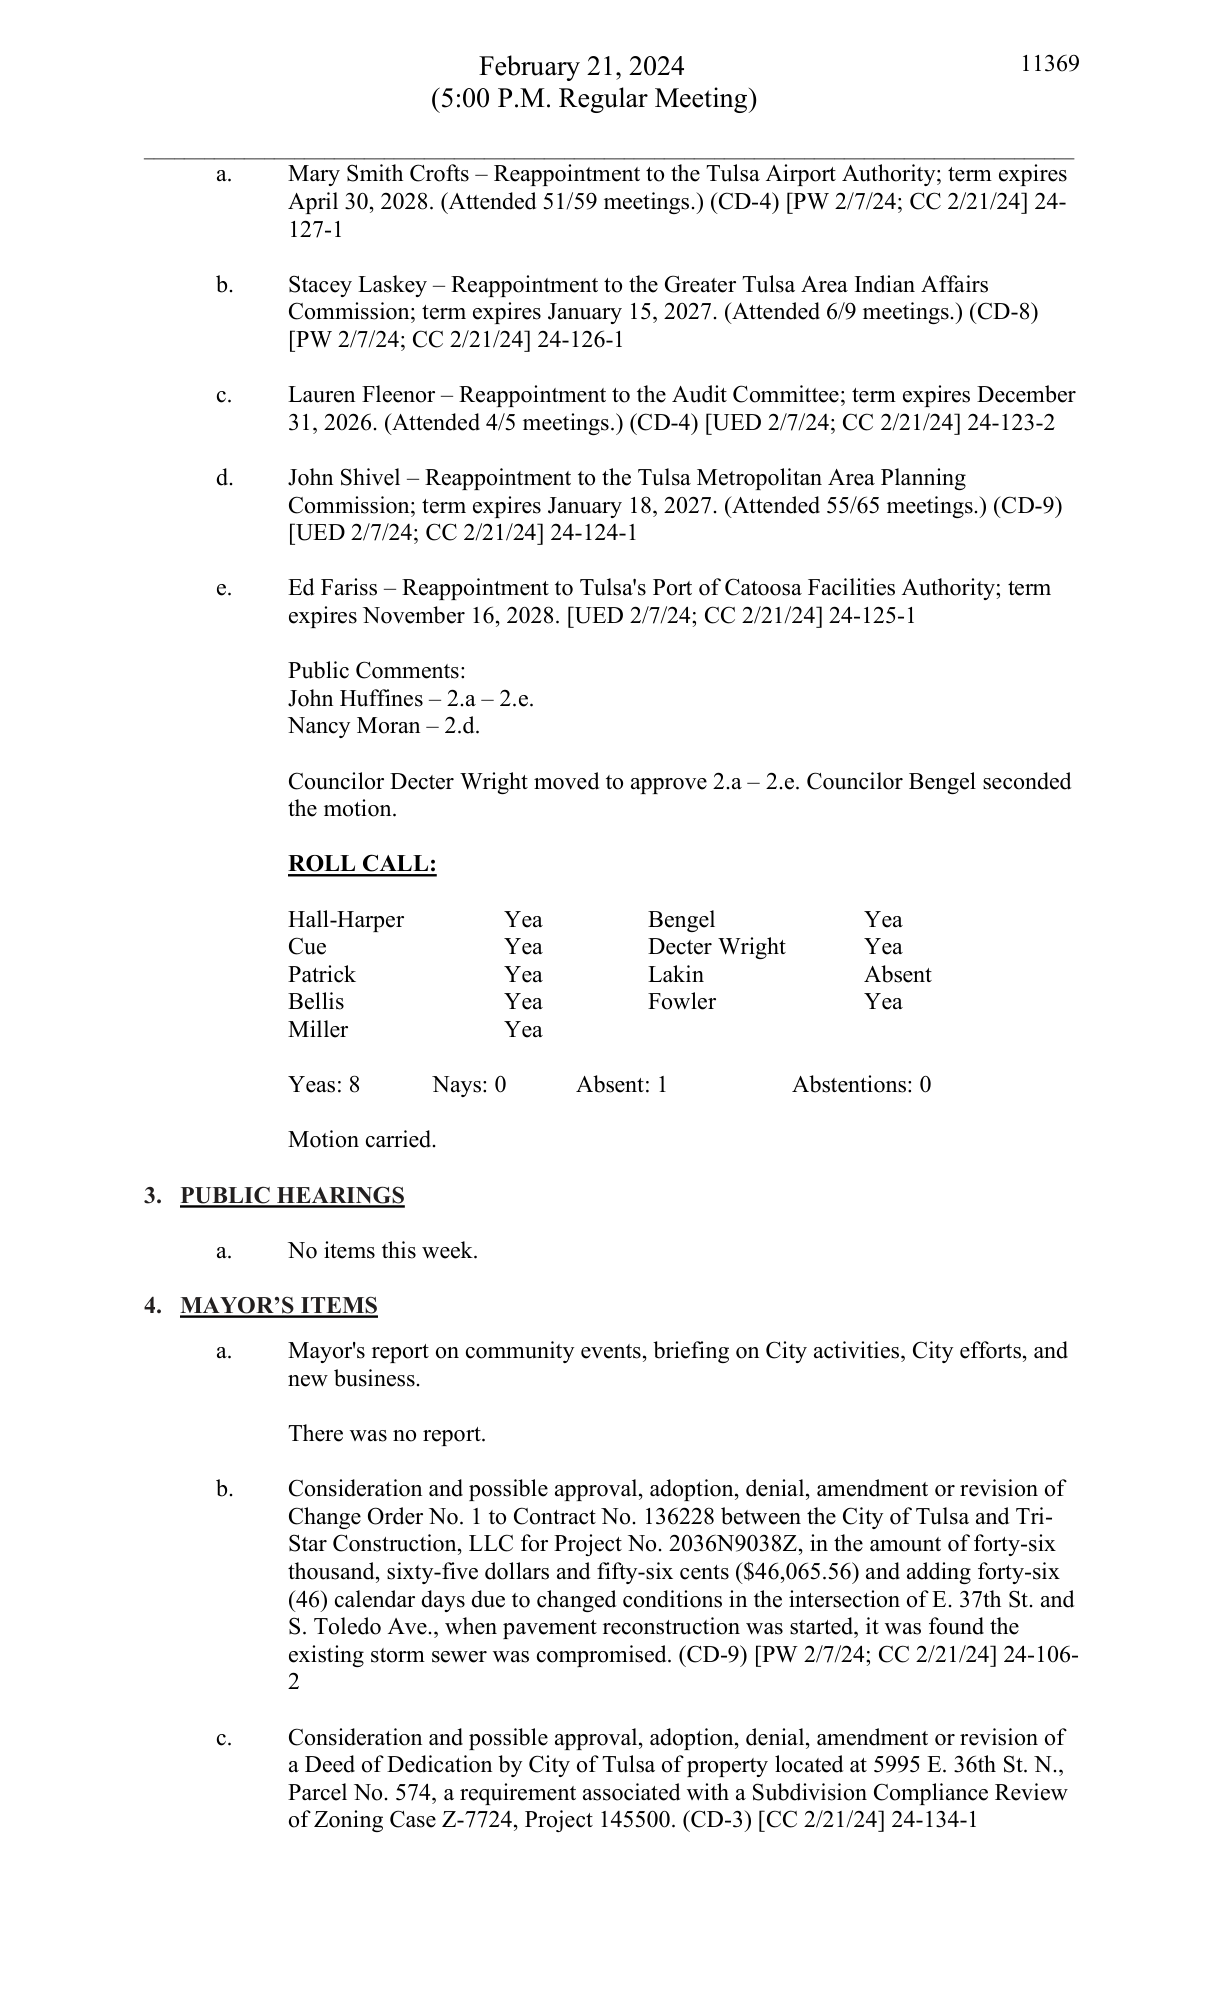 February 21, 2024
11369
(5:00 P.M. Regular Meeting)
a. Mary Smith Crofts – Reappointment to the Tulsa Airport Authority; term expires
April 30, 2028. (Attended 51/59 meetings.) (CD-4) [PW 2/7/24; CC 2/21/24] 24-
127-1
b. Stacey Laskey – Reappointment to the Greater Tulsa Area Indian Affairs
Commission; term expires January 15, 2027. (Attended 6/9 meetings.) (CD-8)
[PW 2/7/24; CC 2/21/24] 24-126-1
c. Lauren Fleenor – Reappointment to the Audit Committee; term expires December
31, 2026. (Attended 4/5 meetings.) (CD-4) [UED 2/7/24; CC 2/21/24] 24-123-2
d. John Shivel – Reappointment to the Tulsa Metropolitan Area Planning
Commission; term expires January 18, 2027. (Attended 55/65 meetings.) (CD-9)
[UED 2/7/24; CC 2/21/24] 24-124-1
e. Ed Fariss – Reappointment to Tulsa's Port of Catoosa Facilities Authority; term
expires November 16, 2028. [UED 2/7/24; CC 2/21/24] 24-125-1
Public Comments:
John Huffines – 2.a – 2.e.
Nancy Moran – 2.d.
Councilor Decter Wright moved to approve 2.a – 2.e. Councilor Bengel seconded
the motion.
ROLL CALL:
Hall-Harper Yea Bengel Yea
Cue Yea Decter Wright Yea
Patrick Yea Lakin Absent
Bellis Yea Fowler Yea
Miller Yea
Yeas: 8 Nays: 0 Absent: 1 Abstentions: 0
Motion carried.
3. PUBLIC HEARINGS
a. No items this week.
4. MAYOR’S ITEMS
a. Mayor's report on community events, briefing on City activities, City efforts, and
new business.
There was no report.
b. Consideration and possible approval, adoption, denial, amendment or revision of
Change Order No. 1 to Contract No. 136228 between the City of Tulsa and Tri-
Star Construction, LLC for Project No. 2036N9038Z, in the amount of forty-six
thousand, sixty-five dollars and fifty-six cents ($46,065.56) and adding forty-six
(46) calendar days due to changed conditions in the intersection of E. 37th St. and
S. Toledo Ave., when pavement reconstruction was started, it was found the
existing storm sewer was compromised. (CD-9) [PW 2/7/24; CC 2/21/24] 24-106-
2
c. Consideration and possible approval, adoption, denial, amendment or revision of
a Deed of Dedication by City of Tulsa of property located at 5995 E. 36th St. N.,
Parcel No. 574, a requirement associated with a Subdivision Compliance Review
of Zoning Case Z-7724, Project 145500. (CD-3) [CC 2/21/24] 24-134-1